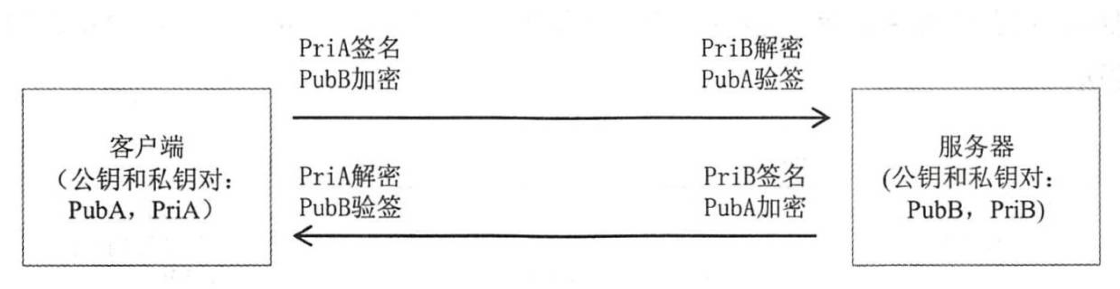 PriA签名
PubB加密
PriB解密
PubA验签
客户端
（公钥和私钥对:
PubA，PriA）
PriA解密
PubB验签
PriB签名
PubA加密
服务器
(公钥和私钥对:
PubB，PriB)